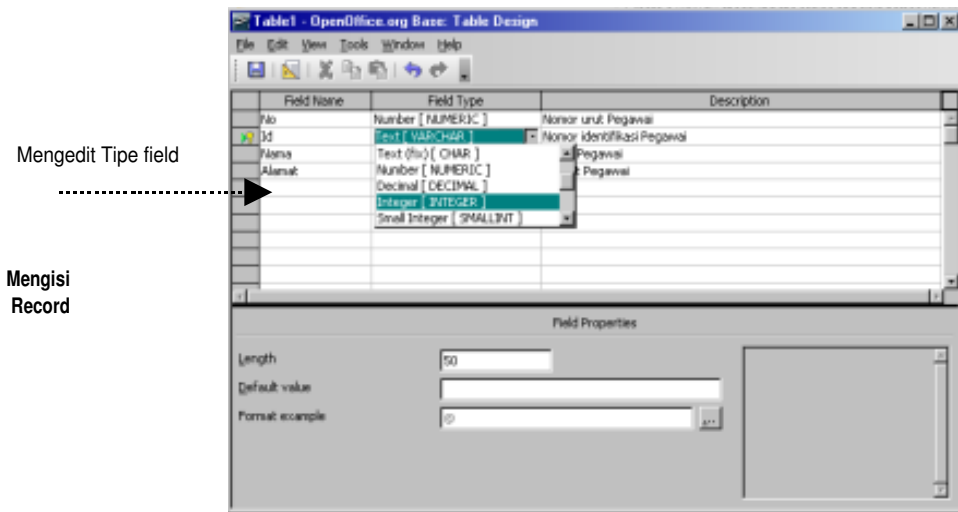 Table1 - OpenOffice.org Base: Table Design
File Edit View Tools Window Help
Field Name Field Type Description
No Number [ NUMERIC ] Nomor urut Pegawai
Id Text [ VARCHAR ] Nomor identifikasi Pegawai
Nama Text (fix) [ CHAR ] Pegawai
Alamat Number [ NUMERIC ] Pegawai
Decimal [ DECIMAL ]
Integer [ INTEGER ]
Small Integer [ SMALLINT ]
Mengedit Tipe field
Mengisi
Record
Field Properties
Length 50
Default value
Format example @
...